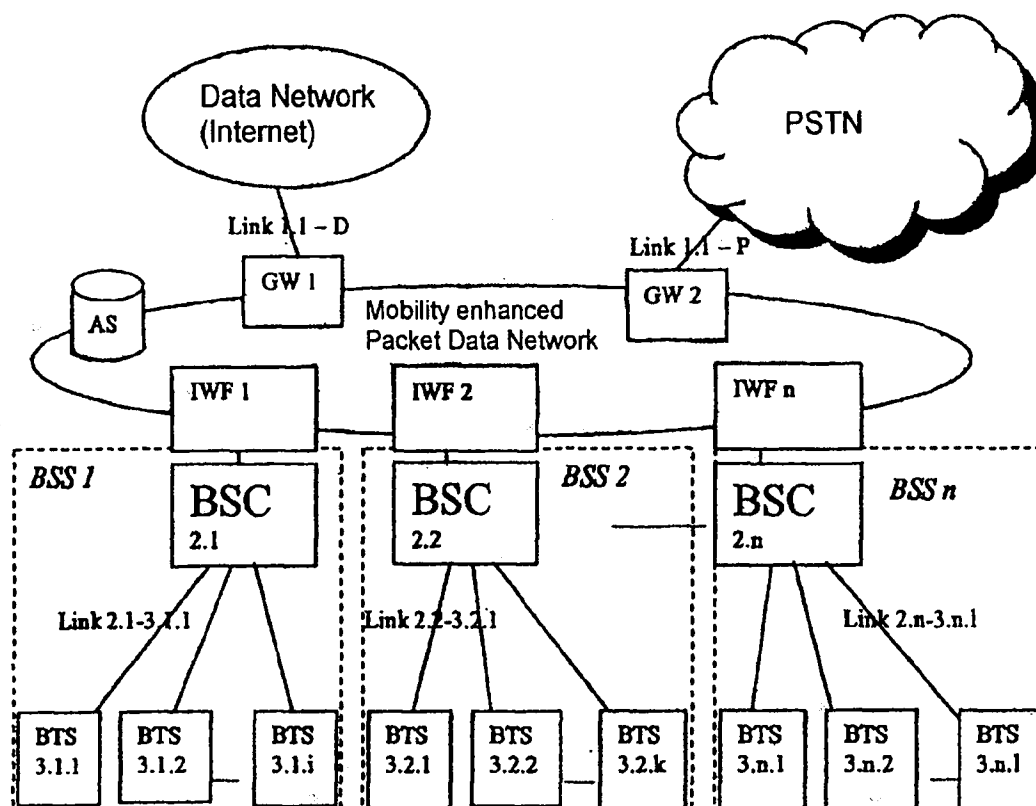 Data Network
(Internet)
PSTN
Link 1.1 – D
Link 1.1 – P
GW 1
GW 2
AS
Mobility enhanced
Packet Data Network
IWF 1
IWF 2
IWF n
BSS 1
BSS 2
BSS n
BSC
2.1
BSC
2.2
BSC
2.n
Link 2.1-3.1.1
Link 2.2-3.2.1
Link 2.n-3.n.l
BTS
3.1.1
BTS
3.1.2
BTS
3.1.i
BTS
3.2.1
BTS
3.2.2
BTS
3.2.k
BTS
3.n.1
BTS
3.n.2
BTS
3.n.l